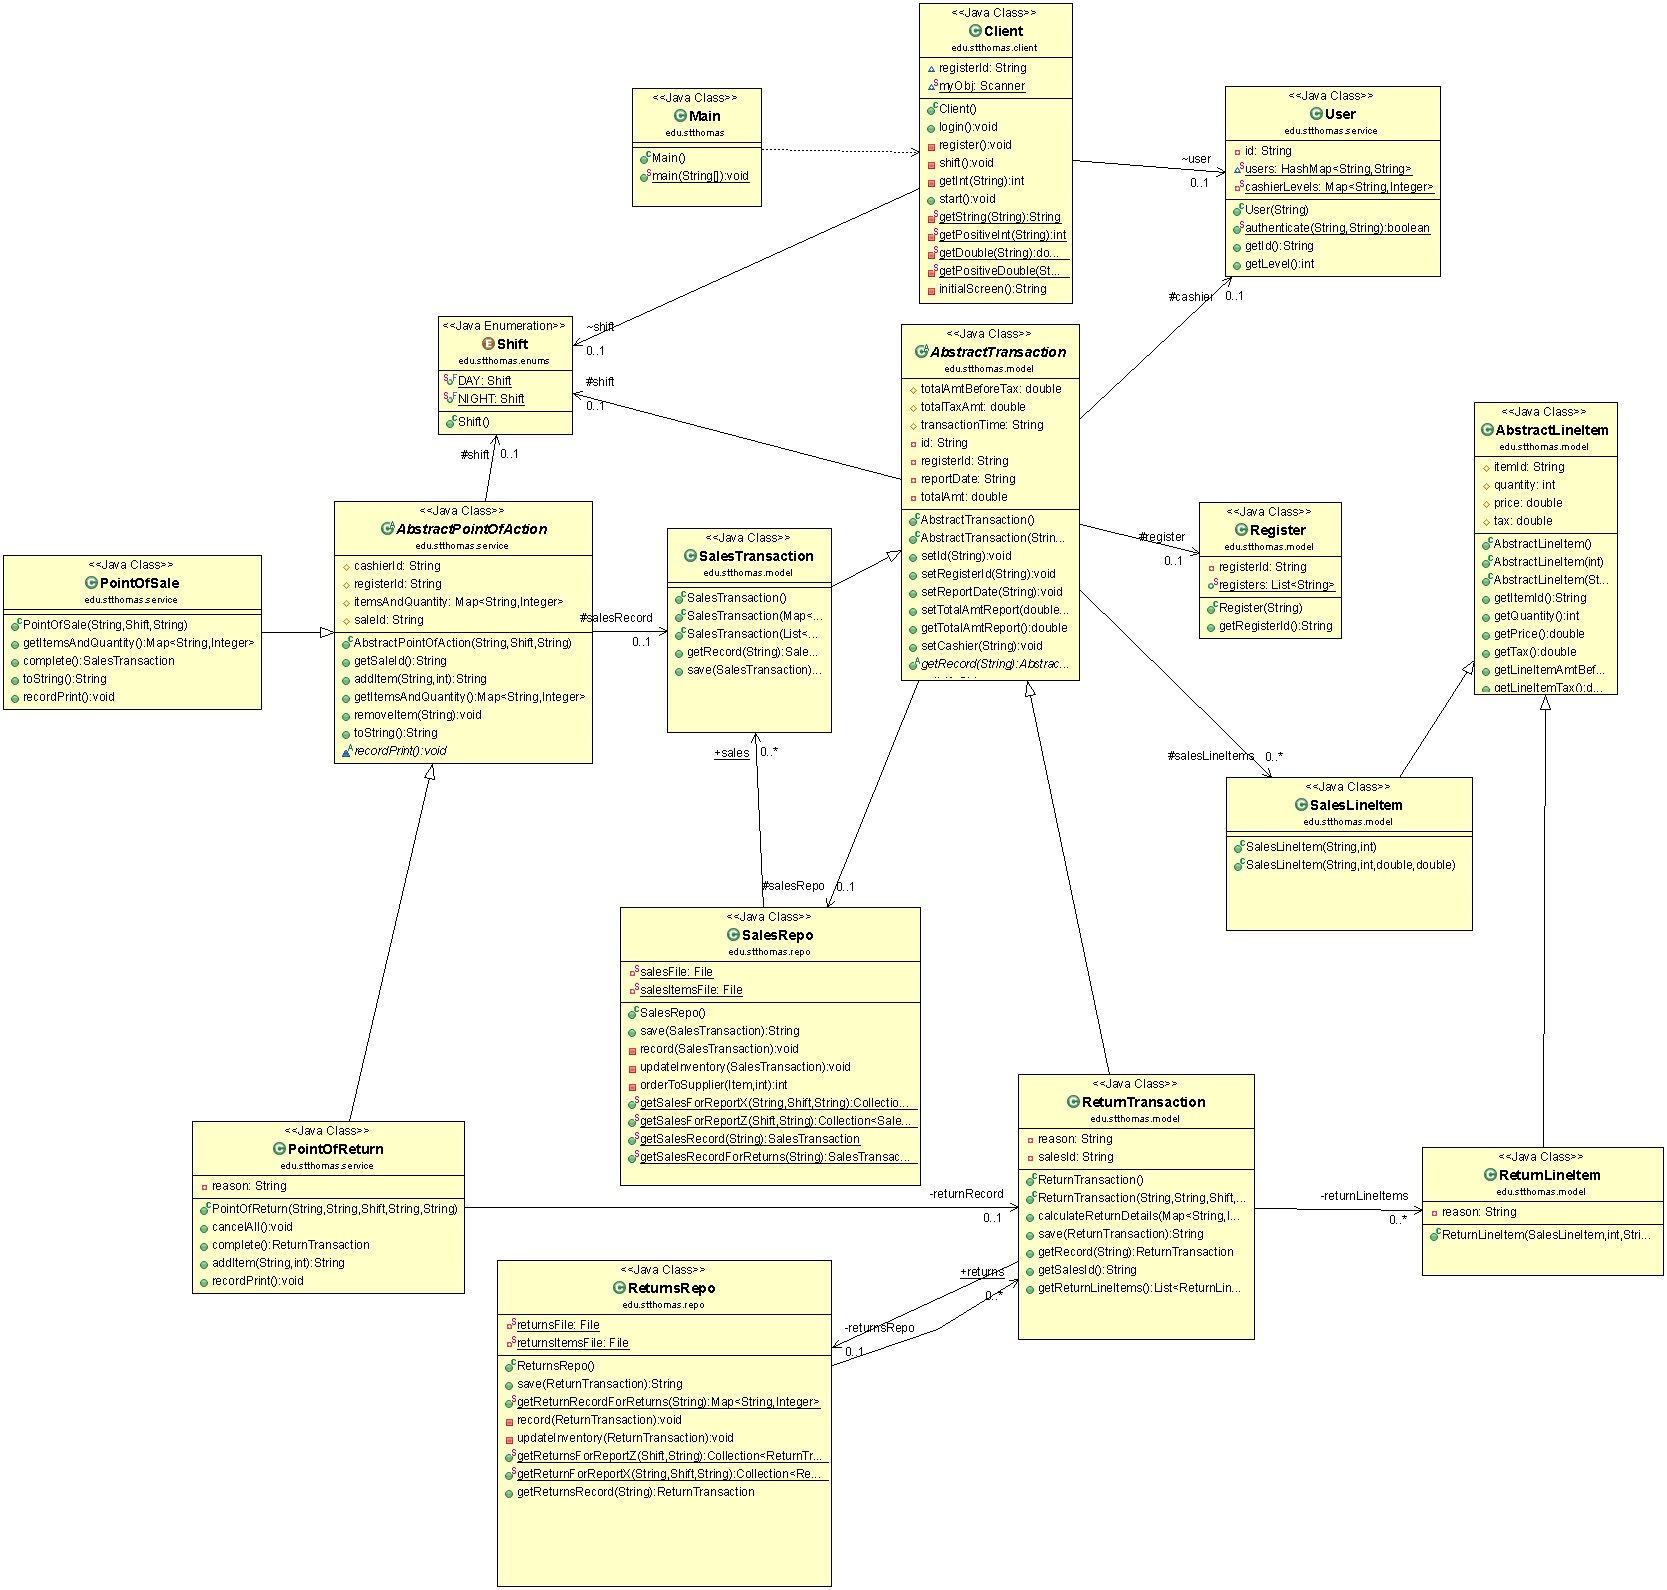 <<Java Class>>
Client
edu.stthomas.client
registerId: String
myObj: Scanner
Client()
login():void
register():void
shift():void
getInt(String):int
start():void
getString(String):String
getPositiveInt(String):int
getDouble(String):do...
getPositiveDouble(St...
initialScreen():String
<<Java Class>>
Main
edu.stthomas
Main()
main(String[]):void
<<Java Class>>
User
edu.stthomas.service
id: String
users: HashMap<String,String>
cashierLevels: Map<String,Integer>
User(String)
authenticate(String,String):boolean
getId():String
getLevel():int
~user
0..1
#cashier
0..1
~shift
0..1
#shift
0..1
#shift
0..1
<<Java Enumeration>>
Shift
edu.stthomas.enums
DAY: Shift
NIGHT: Shift
Shift()
<<Java Class>>
AbstractTransaction
edu.stthomas.model
totalAmtBeforeTax: double
totalTaxAmt: double
transactionTime: String
id: String
registerId: String
reportDate: String
totalAmt: double
AbstractTransaction()
AbstractTransaction(Strin...
setId(String):void
setRegisterId(String):void
setReportDate(String):void
setTotalAmtReport(double...
getTotalAmtReport():double
setCashier(String):void
getRecord(String):Abstrac...
<<Java Class>>
AbstractLineItem
edu.stthomas.model
itemId: String
quantity: int
price: double
tax: double
AbstractLineItem()
AbstractLineItem(int)
AbstractLineItem(St...
getItemId():String
getQuantity():int
getPrice():double
getTax():double
getLineItemAmtBef...
getLineItemTax():d...
<<Java Class>>
AbstractPointOfAction
edu.stthomas.service
cashierId: String
registerId: String
itemsAndQuantity: Map<String,Integer>
saleId: String
AbstractPointOfAction(String,Shift,String)
getSaleId():String
addItem(String,int):String
getItemsAndQuantity():Map<String,Integer>
removeItem(String):void
toString():String
recordPrint():void
<<Java Class>>
PointOfSale
edu.stthomas.service
PointOfSale(String,Shift,String)
getItemsAndQuantity():Map<String,Integer>
complete():SalesTransaction
toString():String
recordPrint():void
#salesRecord
0..1
<<Java Class>>
SalesTransaction
edu.stthomas.model
SalesTransaction()
SalesTransaction(Map<...
SalesTransaction(List<...
getRecord(String):Sale...
save(SalesTransaction)...
#register
0..1
<<Java Class>>
Register
edu.stthomas.model
registerId: String
registers: List<String>
Register(String)
getRegisterId():String
+sales
0..*
#salesLineItems
0..*
<<Java Class>>
SalesLineItem
edu.stthomas.model
SalesLineItem(String,int)
SalesLineItem(String,int,double,double)
#salesRepo
0..1
<<Java Class>>
SalesRepo
edu.stthomas.repo
salesFile: File
salesItemsFile: File
SalesRepo()
save(SalesTransaction):String
record(SalesTransaction):void
updateInventory(SalesTransaction):void
orderToSupplier(Item,int):int
getSalesForReportX(String,Shift,String):Collectio...
getSalesForReportZ(Shift,String):Collection<Sale...
getSalesRecord(String):SalesTransaction
getSalesRecordForReturns(String):SalesTransac...
<<Java Class>>
ReturnTransaction
edu.stthomas.model
reason: String
salesId: String
ReturnTransaction()
ReturnTransaction(String,String,Shift,...
calculateReturnDetails(Map<String,I...
save(ReturnTransaction):String
getRecord(String):ReturnTransaction
getSalesId():String
getReturnLineItems():List<ReturnLin...
<<Java Class>>
PointOfReturn
edu.stthomas.service
reason: String
PointOfReturn(String,String,Shift,String,String)
cancelAll():void
complete():ReturnTransaction
addItem(String,int):String
recordPrint():void
-returnRecord
0..1
-returnLineItems
0..*
<<Java Class>>
ReturnLineItem
edu.stthomas.model
reason: String
ReturnLineItem(SalesLineItem,int,Stri...
+returns
0..*
-returnsRepo
0..1
<<Java Class>>
ReturnsRepo
edu.stthomas.repo
returnsFile: File
returnsItemsFile: File
ReturnsRepo()
save(ReturnTransaction):String
getReturnRecordForReturns(String):Map<String,Integer>
record(ReturnTransaction):void
updateInventory(ReturnTransaction):void
getReturnsForReportZ(Shift,String):Collection<ReturnTr...
getReturnForReportX(String,Shift,String):Collection<Re...
getReturnsRecord(String):ReturnTransaction